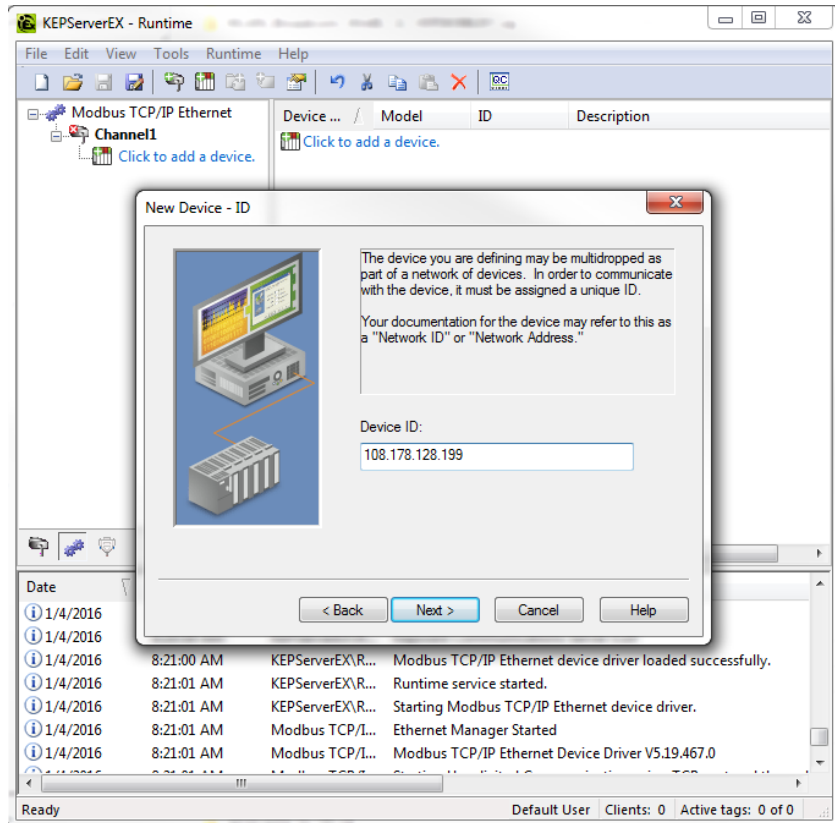 KEPServerEX - Runtime
File Edit View Tools Runtime Help
Modbus TCP/IP Ethernet
Channel1
Click to add a device.
Device ... / Model ID Description
Click to add a device.
New Device - ID
The device you are defining may be multidropped as
part of a network of devices. In order to communicate
with the device, it must be assigned a unique ID.
Your documentation for the device may refer to this as
a "Network ID" or "Network Address."
Device ID:
108.178.128.199
< Back Next > Cancel Help
Date
1/4/2016
1/4/2016
1/4/2016 8:21:00 AM KEPServerEX\R... Modbus TCP/IP Ethernet device driver loaded successfully.
1/4/2016 8:21:01 AM KEPServerEX\R... Runtime service started.
1/4/2016 8:21:01 AM KEPServerEX\R... Starting Modbus TCP/IP Ethernet device driver.
1/4/2016 8:21:01 AM Modbus TCP/I... Ethernet Manager Started
1/4/2016 8:21:01 AM Modbus TCP/I... Modbus TCP/IP Ethernet Device Driver V5.19.467.0
Ready Default User Clients: 0 Active tags: 0 of 0